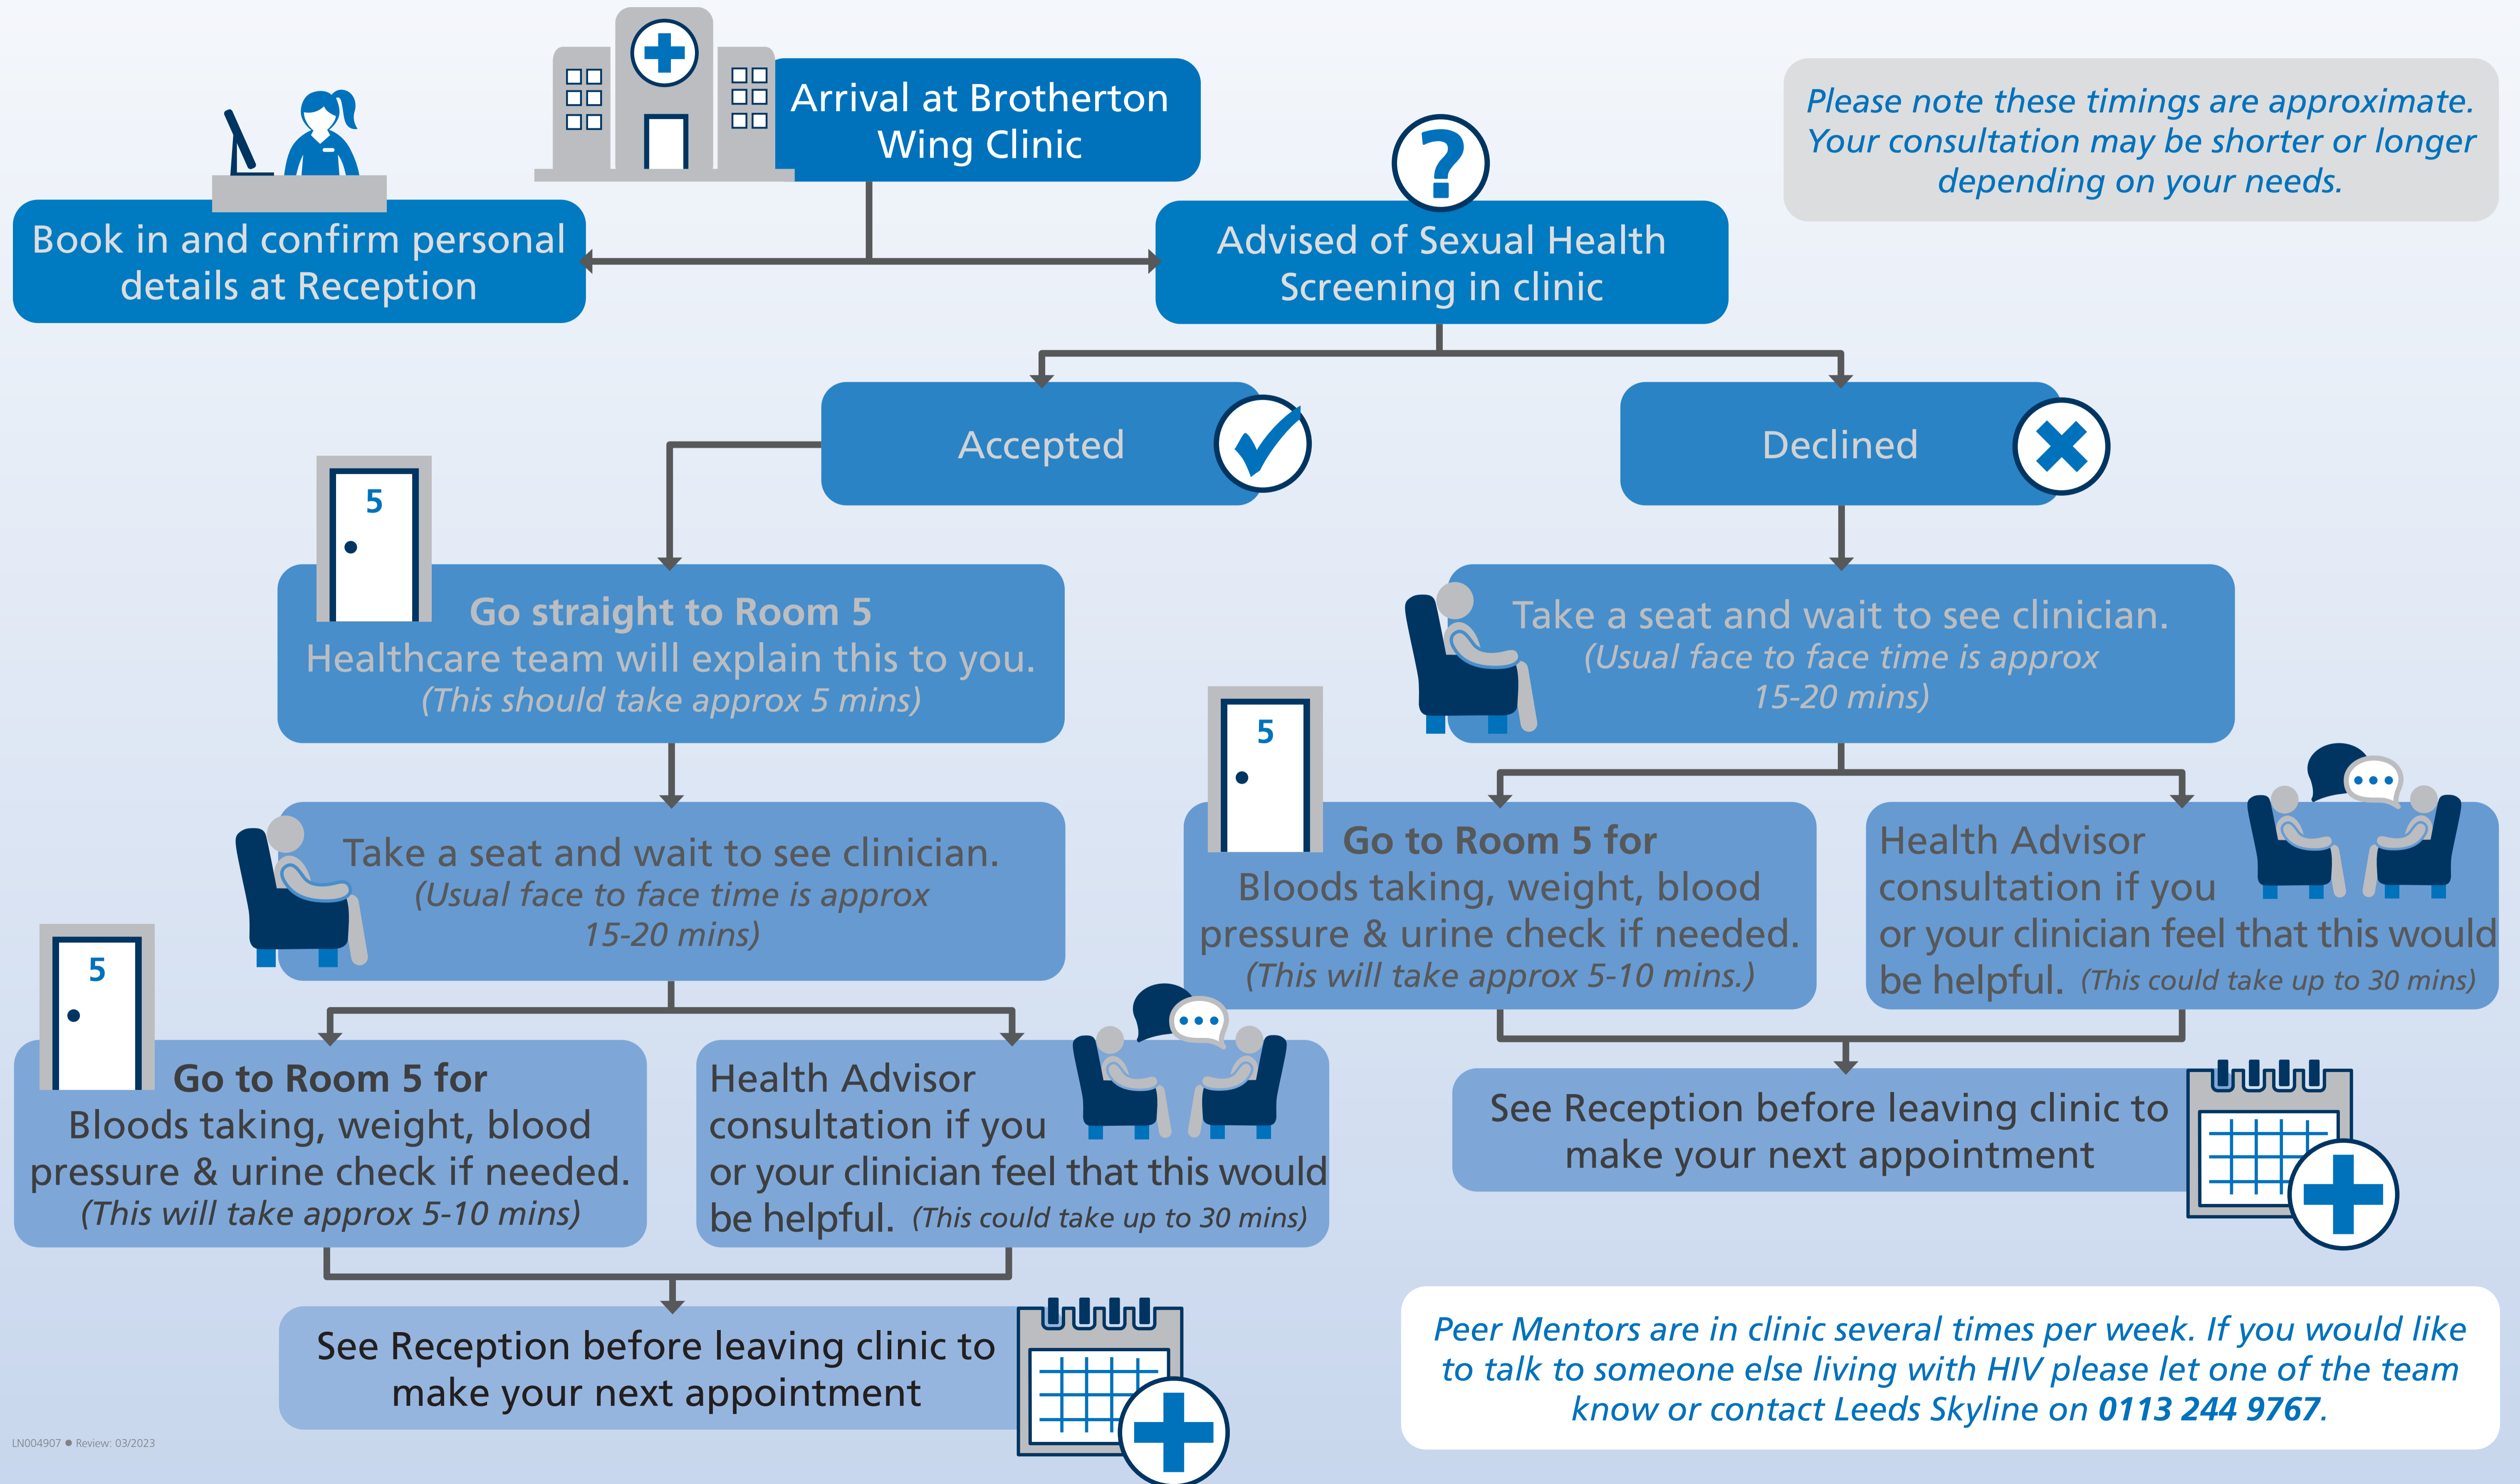 Arrival at Brotherton
Wing Clinic
Please note these timings are approximate.
Your consultation may be shorter or longer
depending on your needs.
Book in and confirm personal
details at Reception
?
Advised of Sexual Health
Screening in clinic
Accepted
Declined
5
Go straight to Room 5
Healthcare team will explain this to you.
(This should take approx 5 mins)
Take a seat and wait to see clinician.
(Usual face to face time is approx
15-20 mins)
Take a seat and wait to see clinician.
(Usual face to face time is approx
15-20 mins)
5
Go to Room 5 for
Bloods taking, weight, blood
pressure & urine check if needed.
(This will take approx 5-10 mins.)
Health Advisor
consultation if you
or your clinician feel that this would
be helpful. (This could take up to 30 mins)
5
Go to Room 5 for
Bloods taking, weight, blood
pressure & urine check if needed.
(This will take approx 5-10 mins)
Health Advisor
consultation if you
or your clinician feel that this would
be helpful. (This could take up to 30 mins)
See Reception before leaving clinic to
make your next appointment
See Reception before leaving clinic to
make your next appointment
Peer Mentors are in clinic several times per week. If you would like
to talk to someone else living with HIV please let one of the team
know or contact Leeds Skyline on 0113 244 9767.
LN004907 • Review: 03/2023